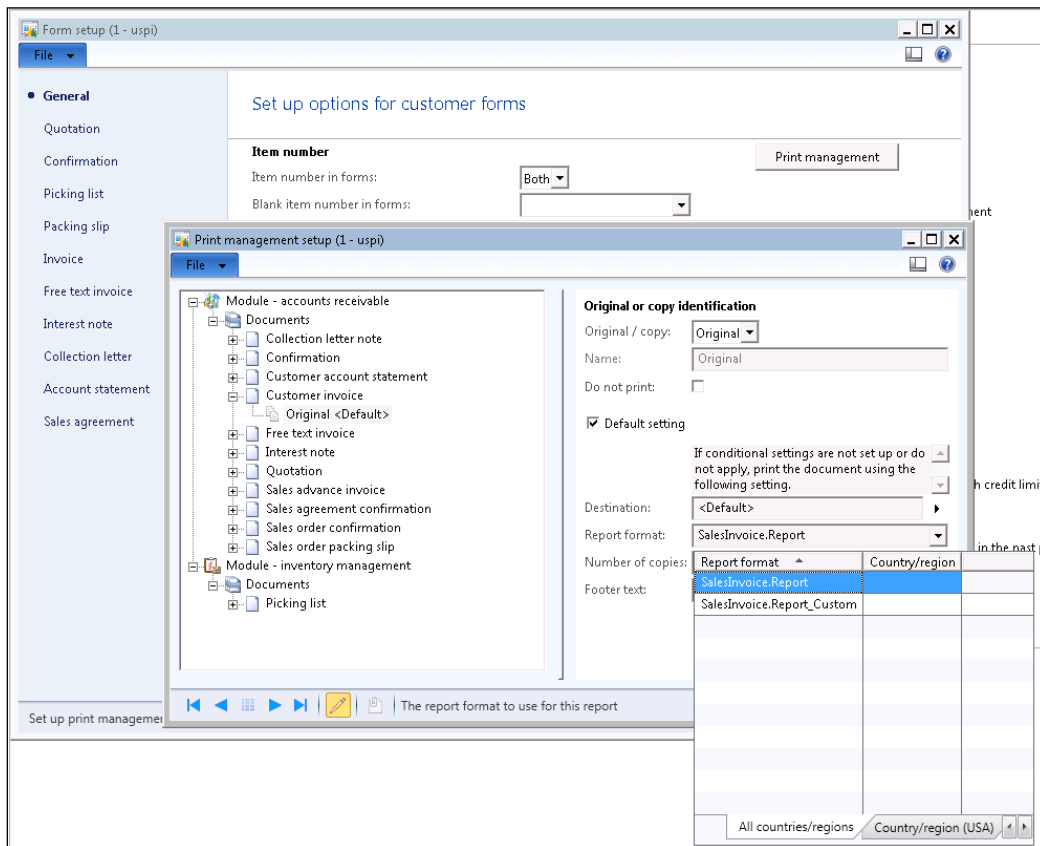 Form setup (1 - uspi)
File
General
Quotation
Confirmation
Picking list
Packing slip
Invoice
Free text invoice
Interest note
Collection letter
Account statement
Sales agreement
Set up options for customer forms
Item number
Print management
Item number in forms: Both
Blank item number in forms:
Print management setup (1 - uspi)
File
Module - accounts receivable
Documents
Collection letter note
Confirmation
Customer account statement
Customer invoice
Original <Default>
Free text invoice
Interest note
Quotation
Sales advance invoice
Sales agreement confirmation
Sales order confirmation
Sales order packing slip
Module - inventory management
Documents
Picking list
Original or copy identification
Original / copy: Original
Name: Original
Do not print:
Default setting
If conditional settings are not set up or do
not apply, print the document using the
following setting.
Destination: <Default>
Report format: SalesInvoice.Report
Number of copies:
Footer text:
Report format Country/region
SalesInvoice.Report
SalesInvoice.Report_Custom
All countries/regions Country/region (USA)
The report format to use for this report
Set up print manageme
h credit limi
in the past